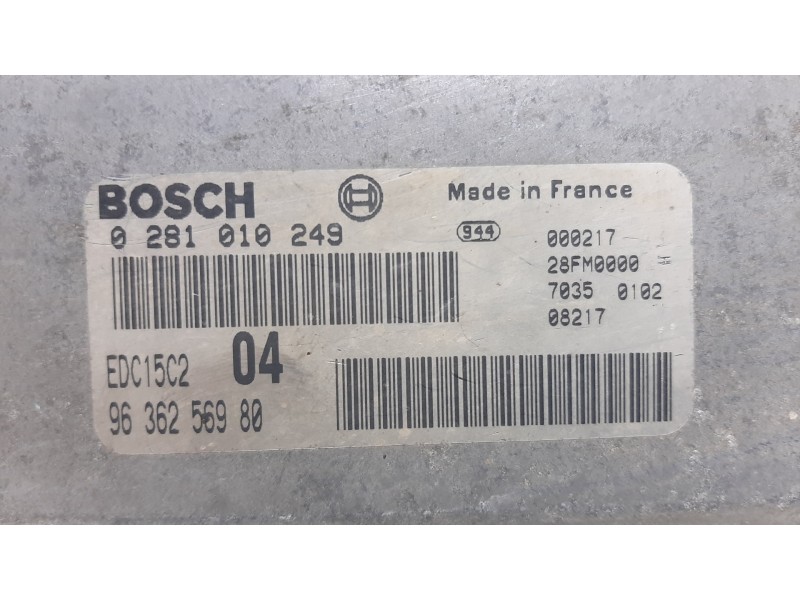 BOSCH Made in France
0 281 010 249 944 000217
28FM0000
7035 0102
08217
EDC15C2 04
96 362 569 80